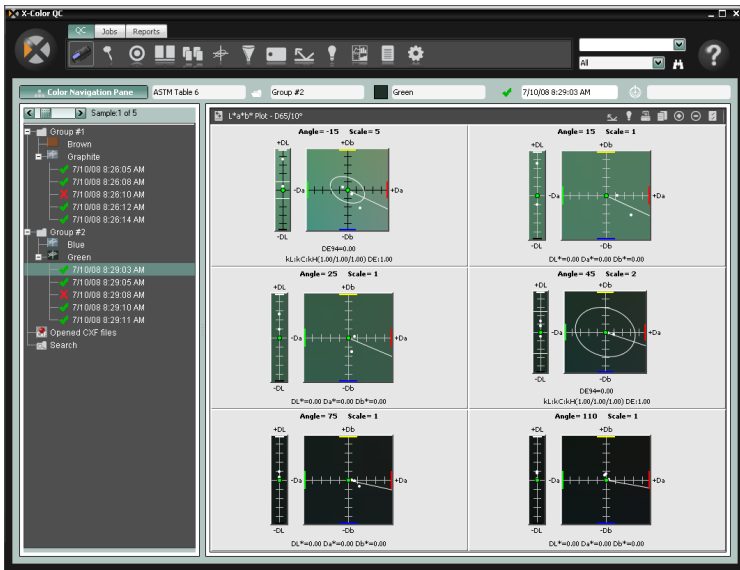 X-Color QC
QC Jobs Reports
All
?
Color Navigation Pane ASTM Table 6 Group #2 Green 7/10/08 8:29:03 AM
Sample:1 of 5
Group #1
Brown
Graphite
7/10/08 8:26:05 AM
7/10/08 8:26:08 AM
7/10/08 8:26:10 AM
7/10/08 8:26:12 AM
7/10/08 8:26:14 AM
Group #2
Blue
Green
7/10/08 8:29:03 AM
7/10/08 8:29:05 AM
7/10/08 8:29:08 AM
7/10/08 8:29:10 AM
7/10/08 8:29:11 AM
Opened CXF files
Search
L*a*b* Plot - D65/10°
Angle= -15 Scale= 5
+DL +Db
-Da +Da
-DL -Db
DE94=0.00
kL:kC:kH(1.00/1.00/1.00) DE:1.00
Angle= 15 Scale= 1
+DL +Db
-Da +Da
-DL -Db
DL*=0.00 Da*=0.00 Db*=0.00
Angle= 25 Scale= 1
+DL +Db
-Da +Da
-DL -Db
DL*=0.00 Da*=0.00 Db*=0.00
Angle= 45 Scale= 2
+DL +Db
-Da +Da
-DL -Db
DE94=0.00
kL:kC:kH(1.00/1.00/1.00) DE:1.00
Angle= 75 Scale= 1
+DL +Db
-Da +Da
-DL -Db
DL*=0.00 Da*=0.00 Db*=0.00
Angle= 110 Scale= 1
+DL +Db
-Da +Da
-DL -Db
DL*=0.00 Da*=0.00 Db*=0.00